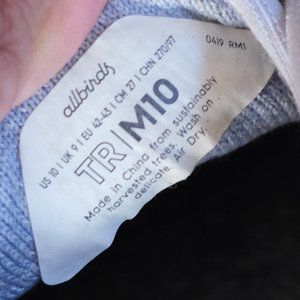 allbirds
0419 RM1
US 10 | UK 9 | EU 42-43 | CM 27 | CHN 270/97
TR | M10
Made in China from sustainably
harvested trees. Wash on
delicate. Air Dry.